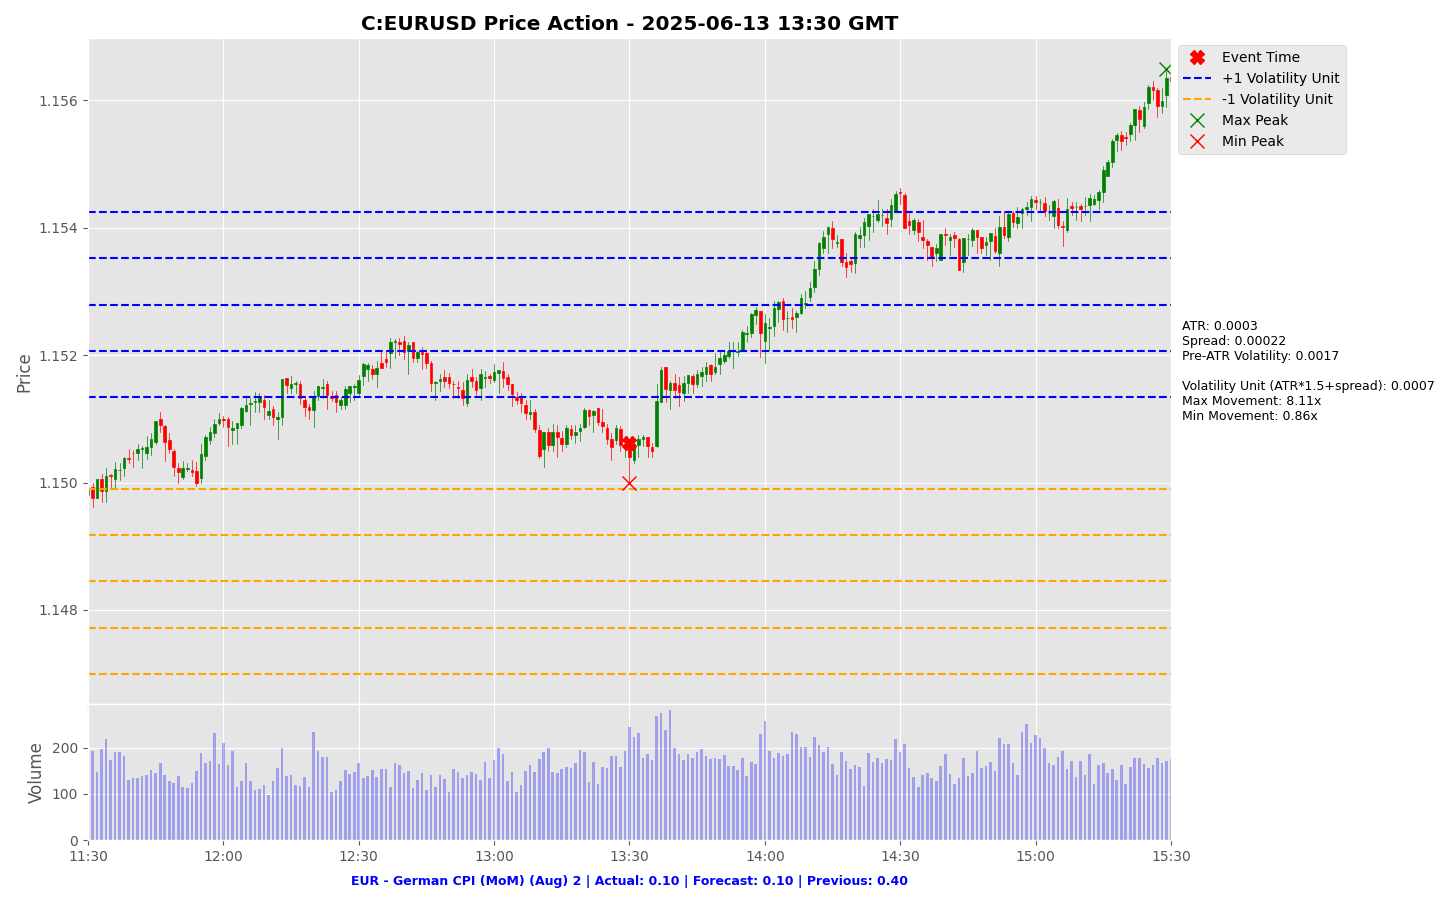 C:EURUSD Price Action - 2025-06-13 13:30 GMT
Event Time
+1 Volatility Unit
-1 Volatility Unit
Max Peak
Min Peak
Price
1.156
1.154
1.152
1.150
1.148
ATR: 0.0003
Spread: 0.00022
Pre-ATR Volatility: 0.0017
Volatility Unit (ATR*1.5+spread): 0.0007
Max Movement: 8.11x
Min Movement: 0.86x
Volume
200
100
0
11:30 12:00 12:30 13:00 13:30 14:00 14:30 15:00 15:30
EUR - German CPI (MoM) (Aug) 2 | Actual: 0.10 | Forecast: 0.10 | Previous: 0.40